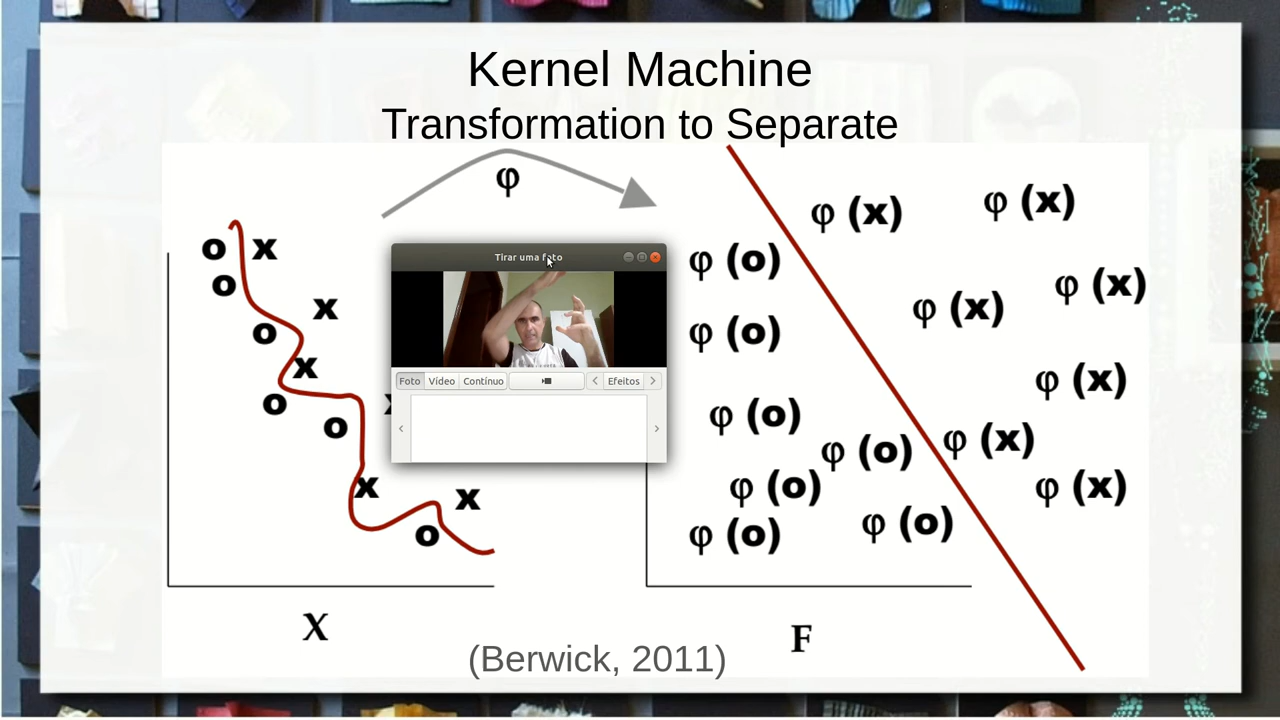 Kernel Machine
Transformation to Separate
φ
o x
o
x
o
x
o
o
x
x
o
X
Tirar uma foto
Foto Vídeo Contínuo Efeitos
φ (x) φ (x)
φ (o)
φ (x) φ (x)
φ (o)
φ (x)
φ (o)
φ (o) φ (x)
φ (o) φ (x)
φ (o) φ (o)
F
(Berwick, 2011)